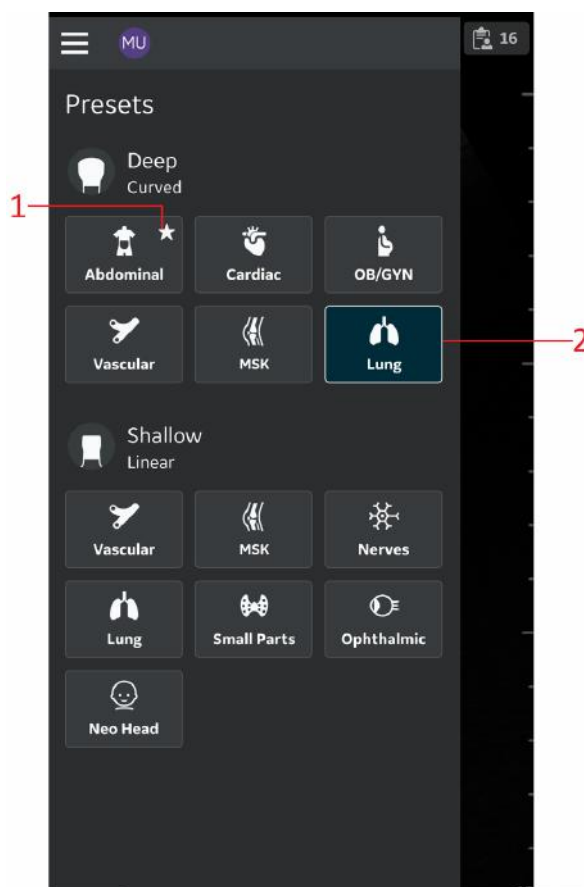 MU
16
Presets
Deep
Curved
1
Abdominal Cardiac OB/GYN
2
Vascular MSK Lung
Shallow
Linear
Vascular MSK Nerves
Lung Small Parts Ophthalmic
Neo Head